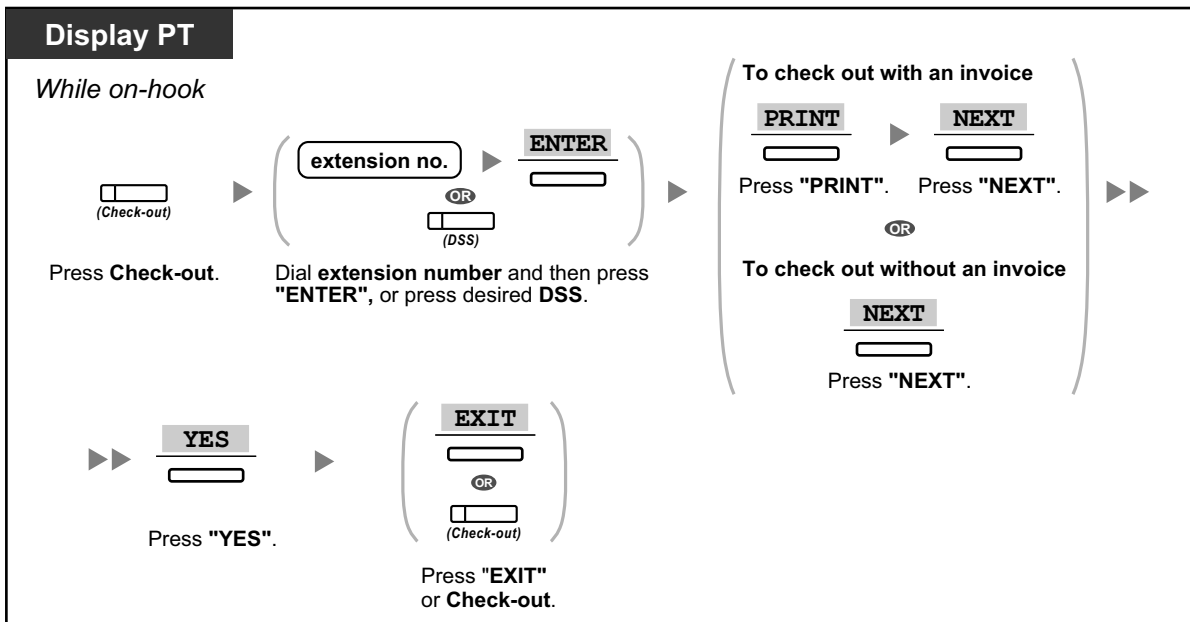 Display PT
While on-hook
(Check-out)
Press Check-out.
extension no.
ENTER
OR
(DSS)
Dial extension number and then press
"ENTER", or press desired DSS.
To check out with an invoice
PRINT
NEXT
Press "PRINT".
Press "NEXT".
OR
To check out without an invoice
NEXT
Press "NEXT".
YES
Press "YES".
EXIT
OR
(Check-out)
Press "EXIT"
or Check-out.